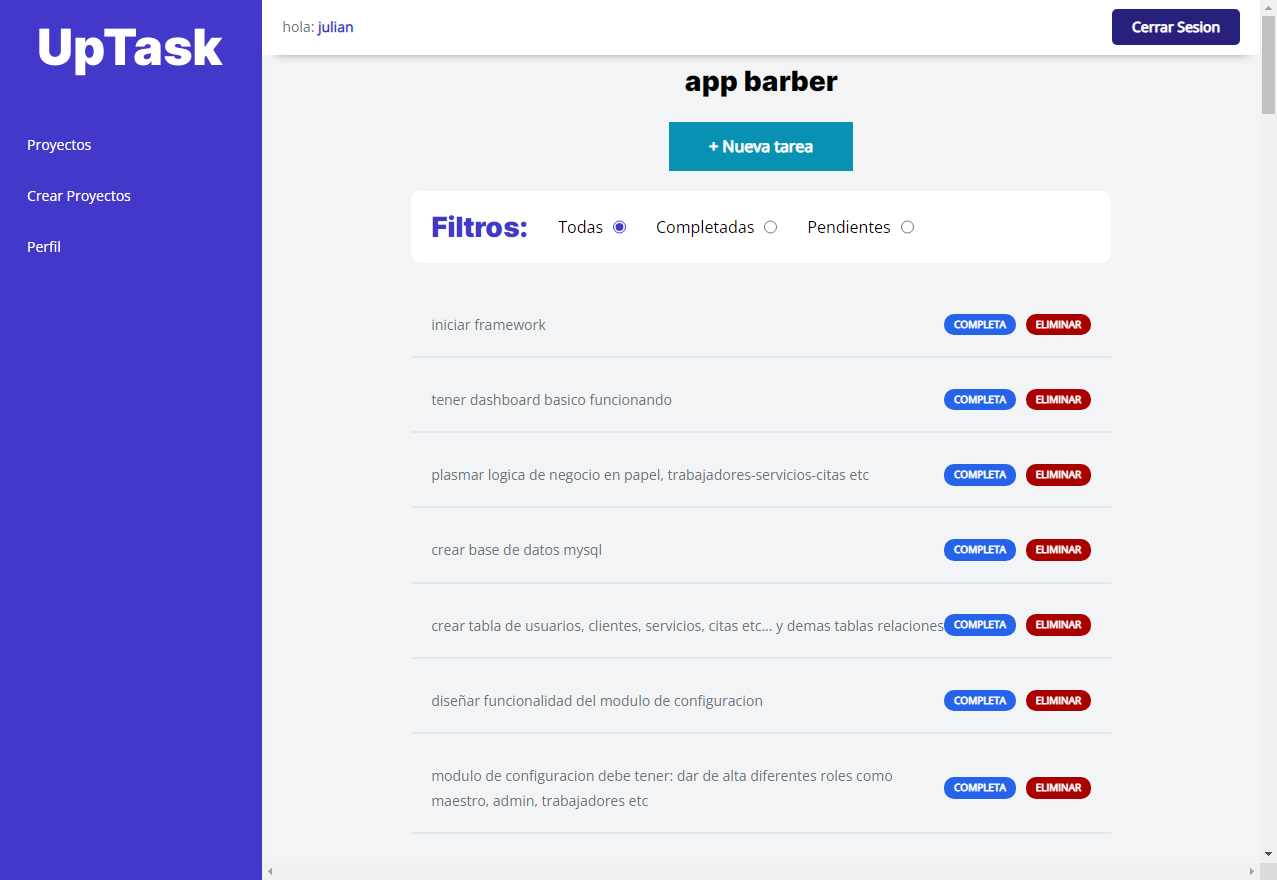 UpTask
hola: julian
Cerrar Sesion
Proyectos
Crear Proyectos
Perfil
app barber
+ Nueva tarea
Filtros: Todas Completadas Pendientes
iniciar framework COMPLETA ELIMINAR
tener dashboard basico funcionando COMPLETA ELIMINAR
plasmar logica de negocio en papel, trabajadores-servicios-citas etc COMPLETA ELIMINAR
crear base de datos mysql COMPLETA ELIMINAR
crear tabla de usuarios, clientes, servicios, citas etc... y demas tablas relaciones COMPLETA ELIMINAR
diseñar funcionalidad del modulo de configuracion COMPLETA ELIMINAR
modulo de configuracion debe tener: dar de alta diferentes roles como
maestro, admin, trabajadores etc COMPLETA ELIMINAR